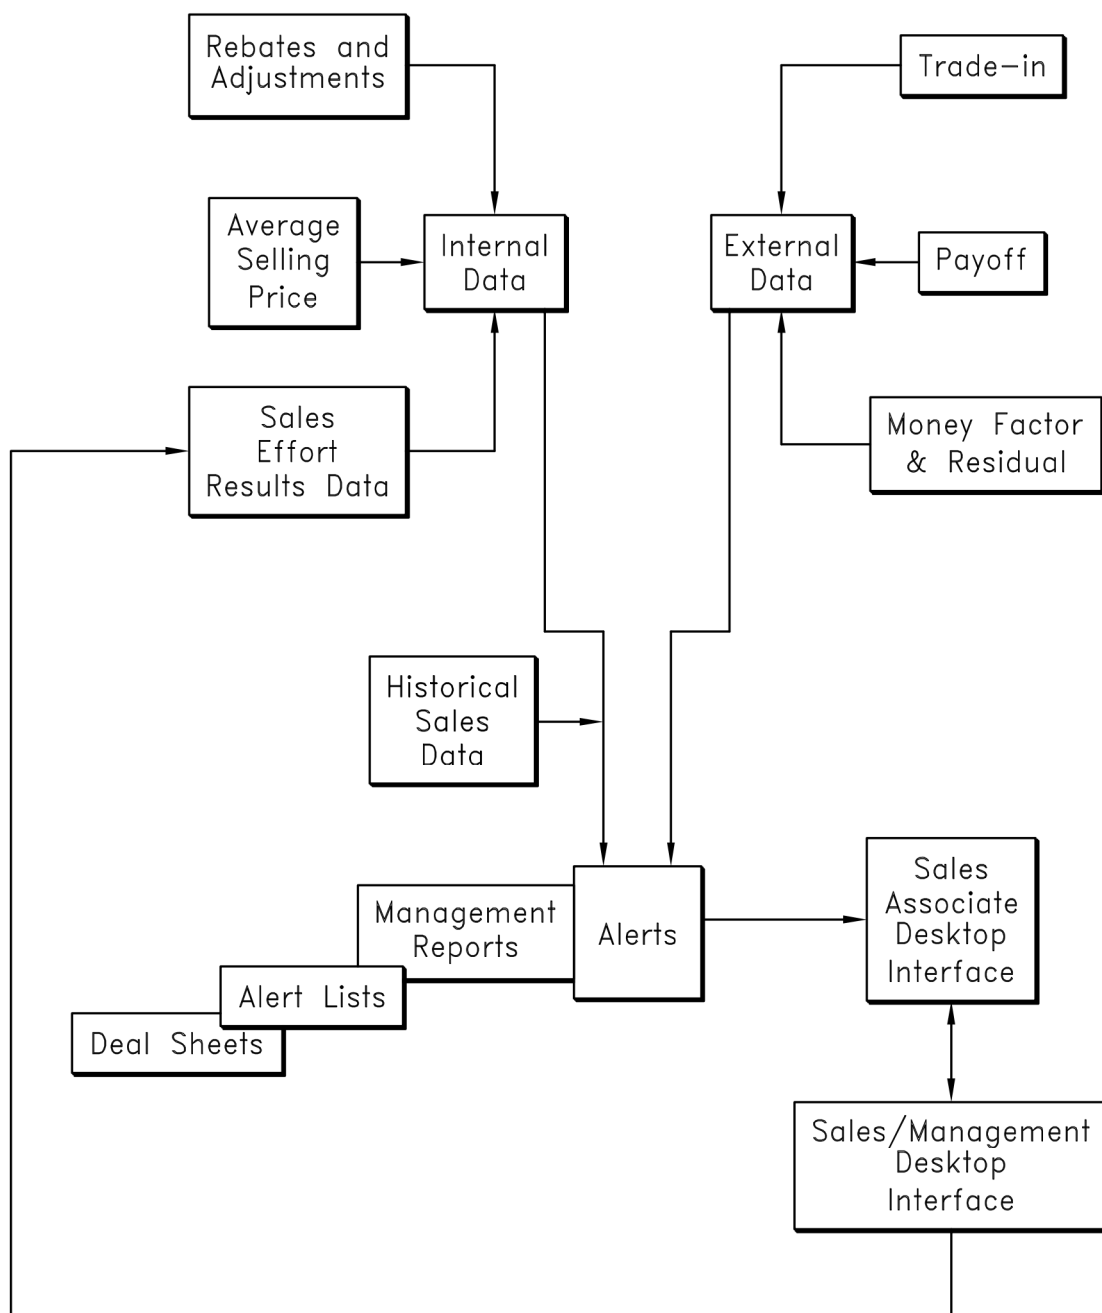 Rebates and
Adjustments
Trade-in
Average
Selling
Price
Internal
Data
External
Data
Payoff
Sales
Effort
Results Data
Money Factor
& Residual
Historical
Sales
Data
Management
Reports
Alerts
Sales
Associate
Desktop
Interface
Alert Lists
Deal Sheets
Sales/Management
Desktop
Interface